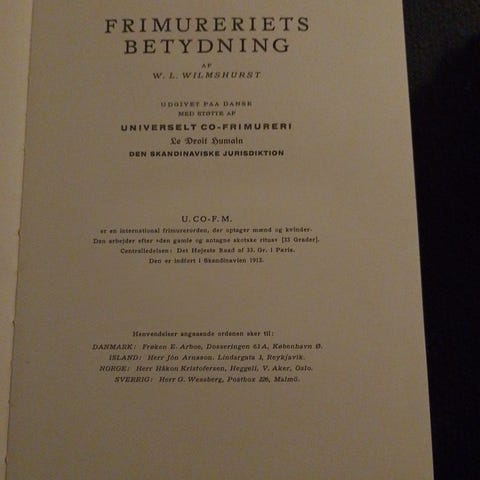 FRIMURERIETS
BETYDNING
AF
W. L. WILMSHURST
UDGIVET PAA DANSK
MED STØTTE AF
UNIVERSELT CO-FRIMURERI
Le Droit Humain
DEN SKANDINAVISKE JURISDIKTION
U. CO-F. M.
er en international frimurerorden, der optager mænd og kvinder.
Den arbejder efter »den gamle og antagne skotske ritus« [33 Grader].
Centralledelsen: Det Højeste Raad af 33. Gr. i Paris.
Den er indført i Skandinavien 1912.
Henvendelser angaaende ordenen sker til:
DANMARK: Frøken E. Arboe, Dosseringen 61A, København Ø.
ISLAND: Herr Jón Arnason. Lindargata 1, Reykjavik.
NORGE: Herr Håkon Kristofersen, Heggeli, V. Aker, Oslo.
SVERRIG: Herr G. Wessberg, Postbox 226, Malmö.